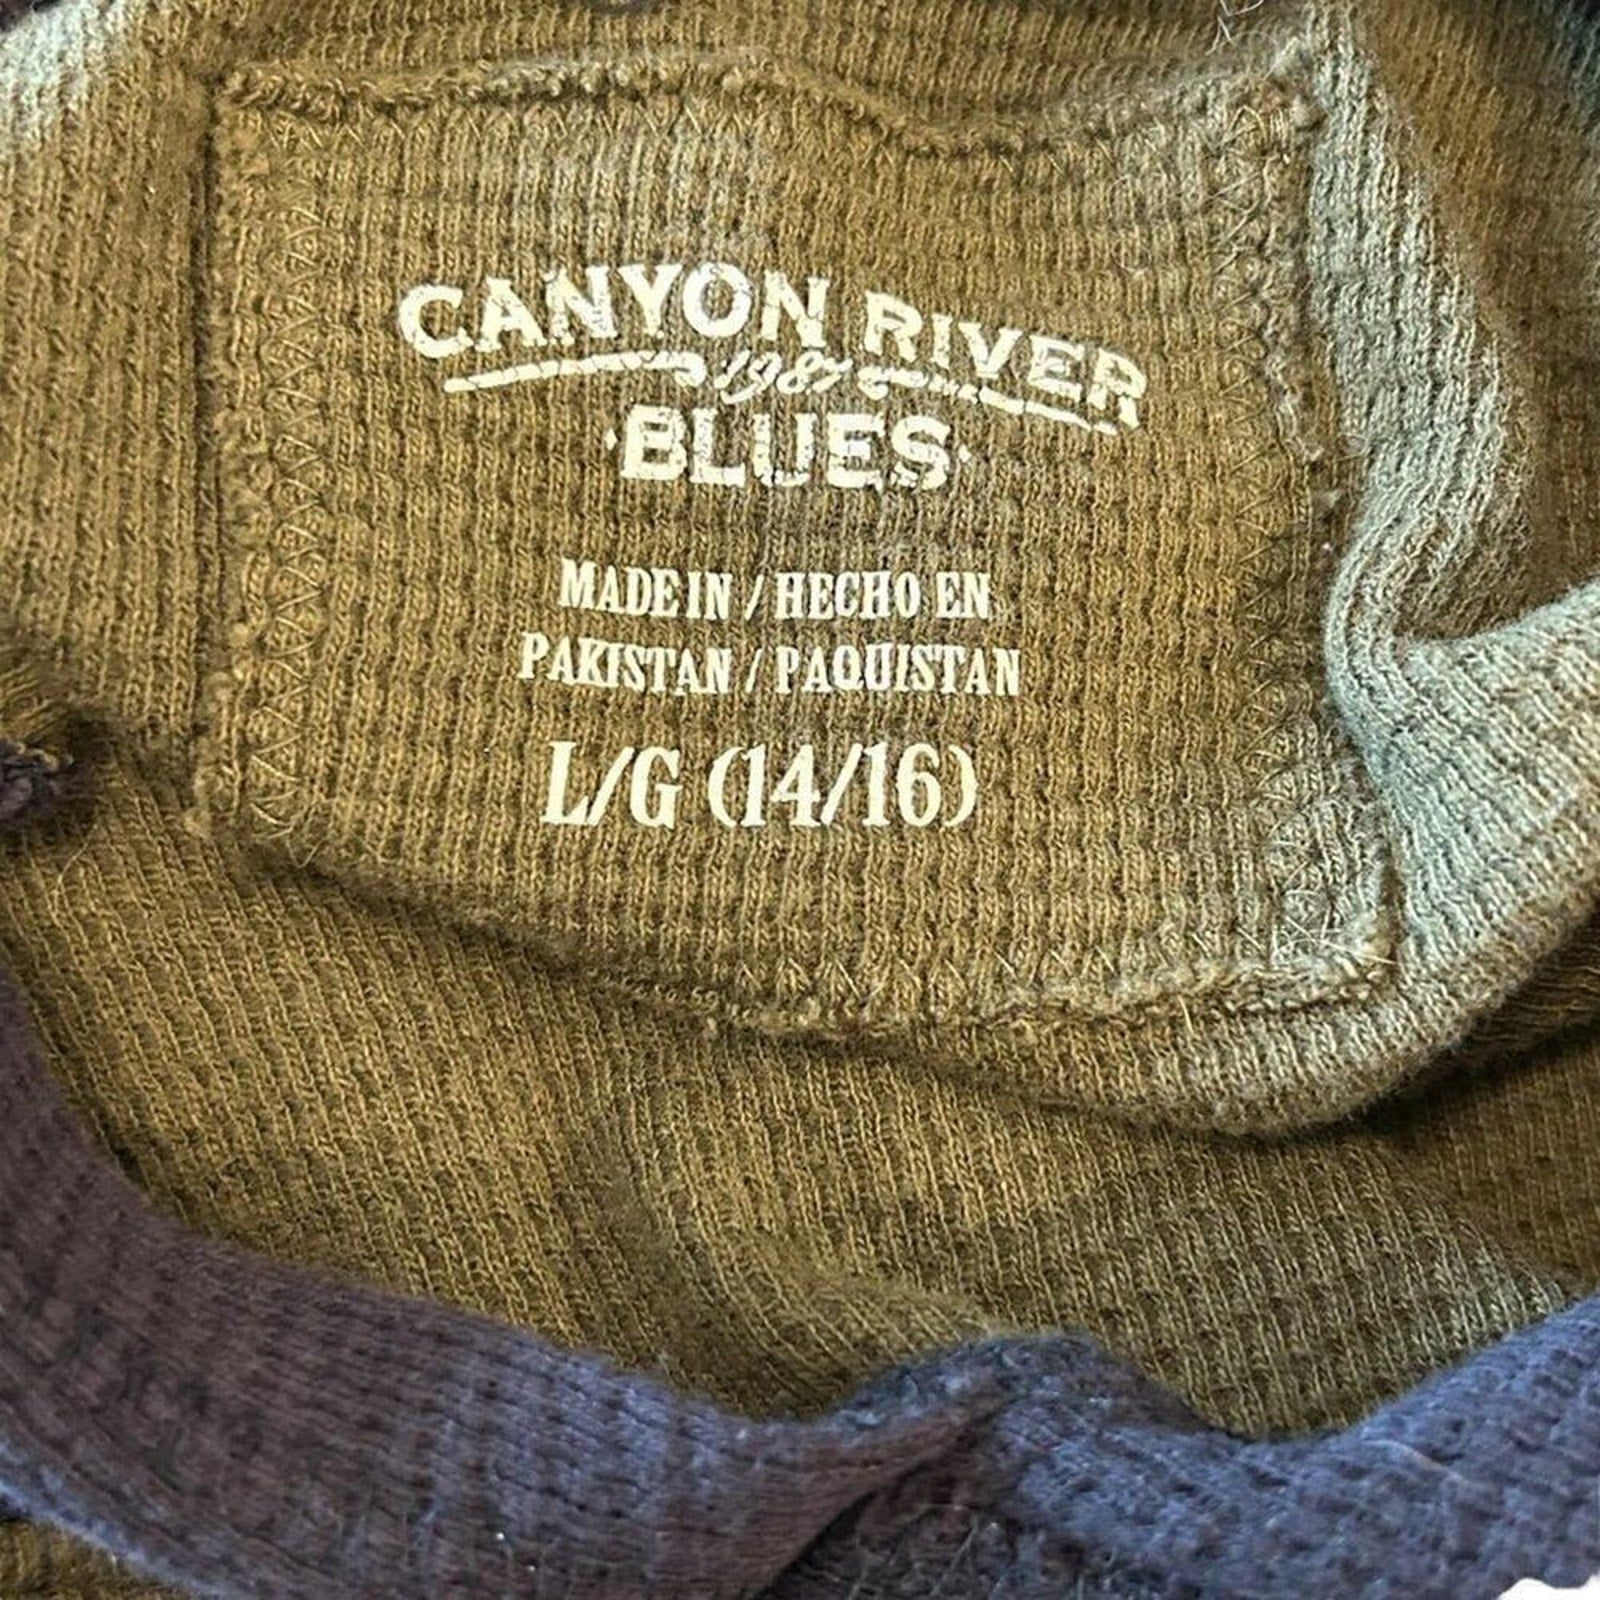 CANYON RIVER
1987
BLUES
MADE IN / HECHO EN
PAKISTAN / PAQUISTAN
L/G (14/16)